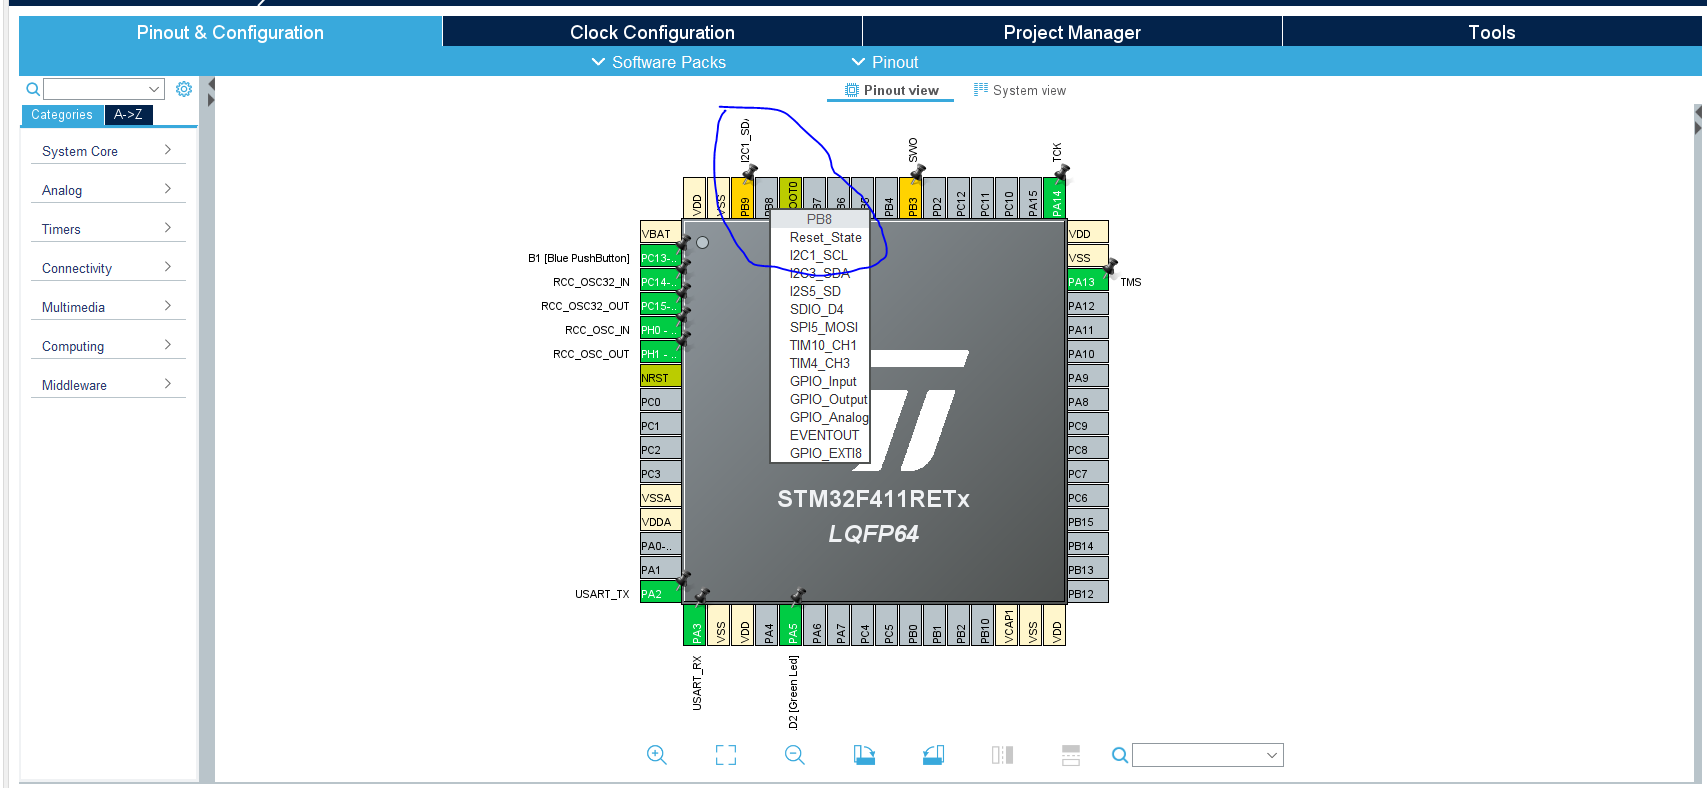 Pinout & Configuration
Clock Configuration
Project Manager
Tools
Software Packs
Pinout
Pinout view
System view
Categories
A->Z
System Core
Analog
Timers
Connectivity
Multimedia
Computing
Middleware
I2C1_SDA
SWO
TCK
VDD
VSS
PB9
PB8
PB4
PB3
PD2
PC12
PC11
PC10
PA15
PA14
VBAT
B1 [Blue PushButton]
PC13-..
RCC_OSC32_IN
PC14-..
RCC_OSC32_OUT
PC15-..
RCC_OSC_IN
PH0 - ..
RCC_OSC_OUT
PH1 - ..
NRST
PC0
PC1
PC2
PC3
VSSA
VDDA
PA0-..
PA1
USART_TX
PA2
PB8
Reset_State
I2C1_SCL
I2C3_SDA
I2S5_SD
SDIO_D4
SPI5_MOSI
TIM10_CH1
TIM4_CH3
GPIO_Input
GPIO_Output
GPIO_Analog
EVENTOUT
GPIO_EXTI8
STM32F411RETx
LQFP64
VDD
VSS
PA13
TMS
PA12
PA11
PA10
PA9
PA8
PC9
PC8
PC7
PC6
PB15
PB14
PB13
PB12
PA3
VSS
VDD
PA4
PA5
PA6
PA7
PC4
PC5
PB0
PB1
PB2
PB10
VCAP1
VSS
VDD
USART_RX
.D2 [Green Led]